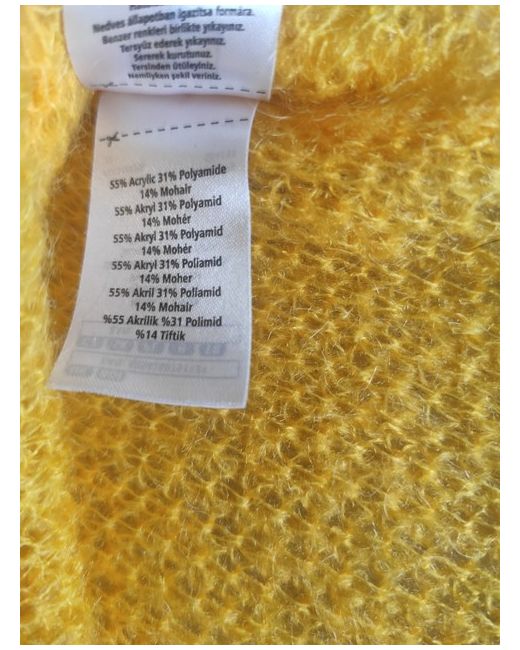 Nedves állapotban igazítsa formára.
Benzer renkleri birlikte yıkayınız.
Tersyüz ederek yıkayınız.
Sererek kurutunuz.
Tersinden ütüleyiniz.
Nemliyken şekil veriniz.
55% Acrylic 31% Polyamide
14% Mohair
55% Akryl 31% Polyamid
14% Mohér
55% Akryl 31% Polyamid
14% Mohér
55% Akryl 31% Poliamid
14% Moher
55% Akril 31% Poliamid
14% Mohair
%55 Akrilik %31 Polimid
%14 Tiftik